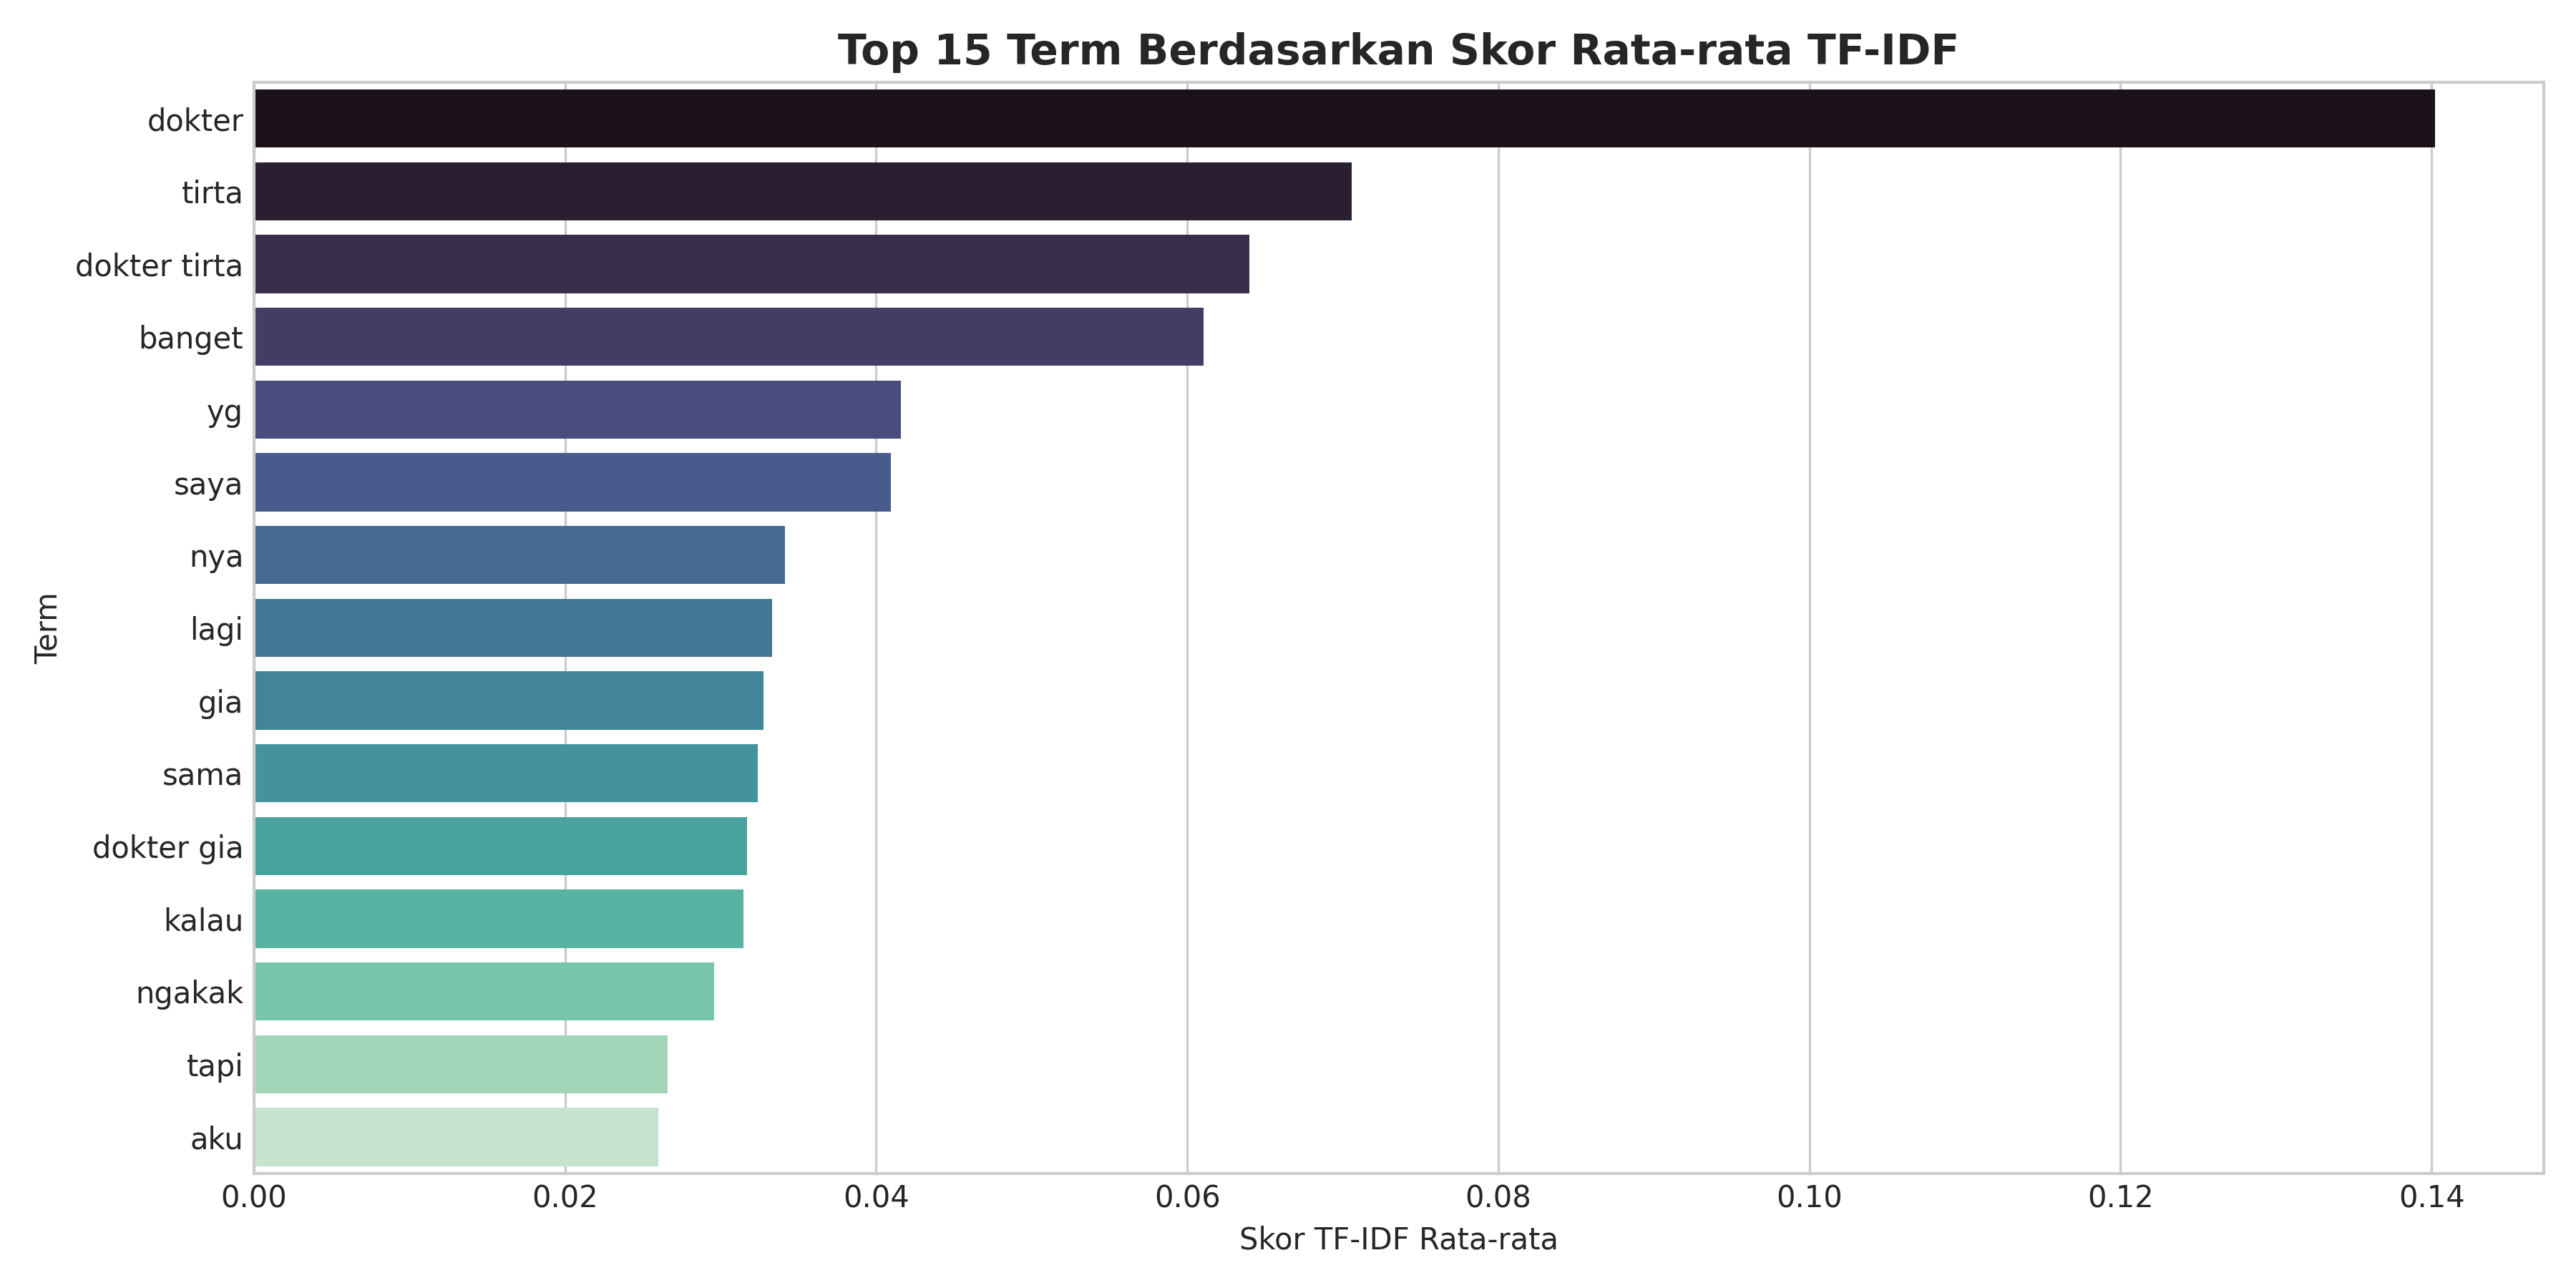 Top 15 Term Berdasarkan Skor Rata-rata TF-IDF
dokter
tirta
dokter tirta
banget
yg
saya
nya
lagi
gia
sama
dokter gia
kalau
ngakak
tapi
aku
Term
0.00 0.02 0.04 0.06 0.08 0.10 0.12 0.14
Skor TF-IDF Rata-rata